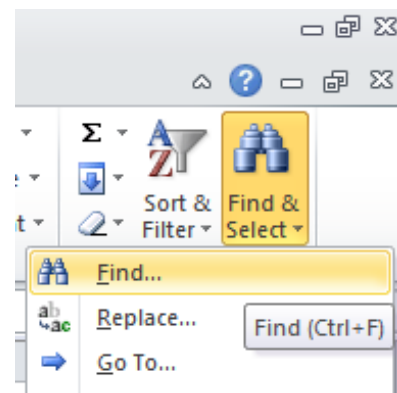 Σ
A
Z
Sort & Filter
Find & Select
Find...
Replace...
Find (Ctrl+F)
Go To...